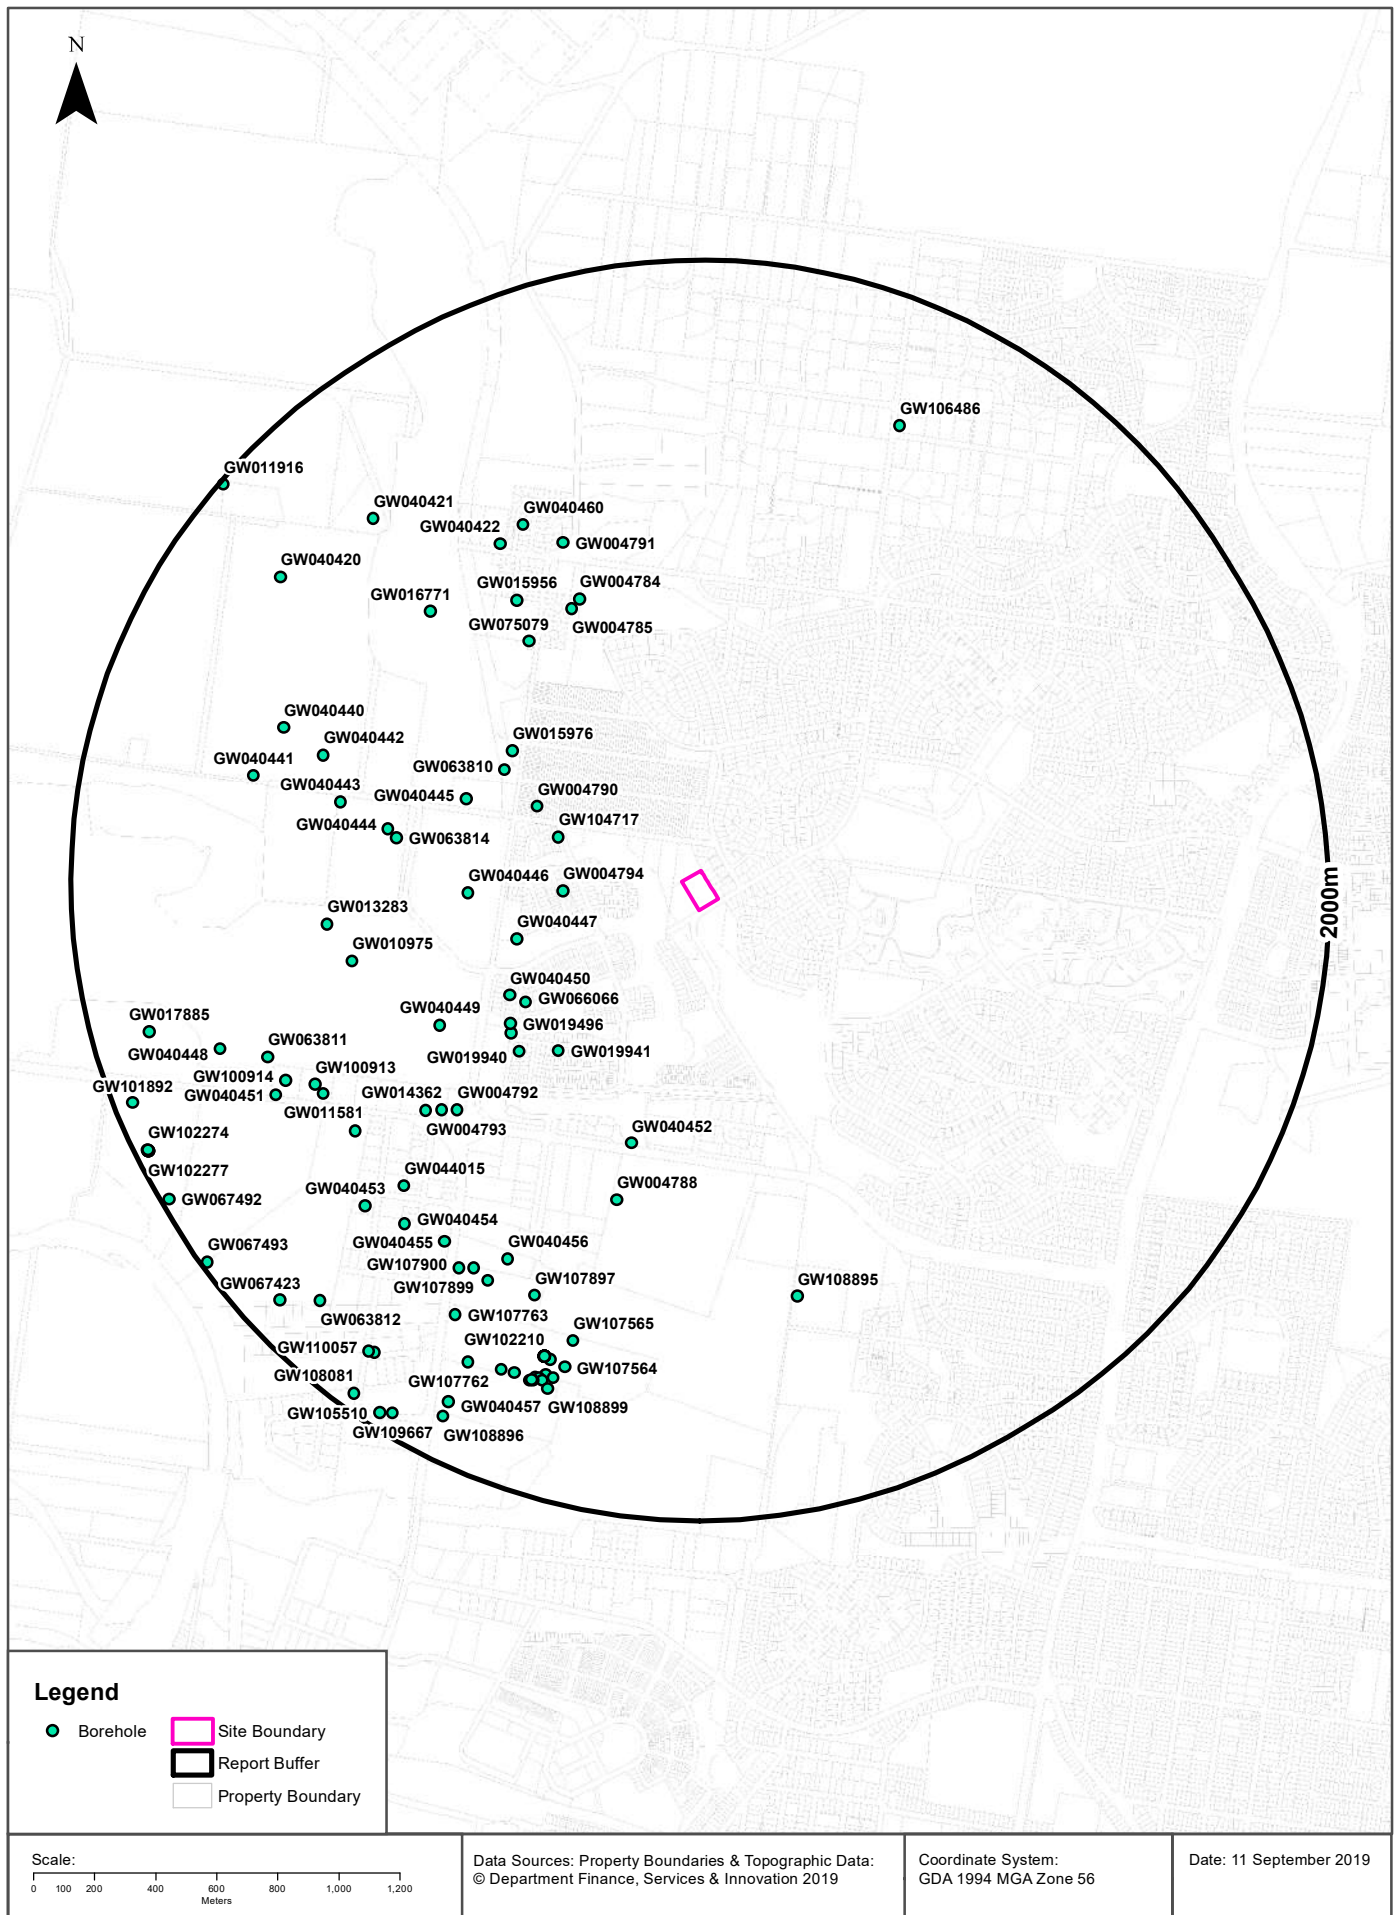 N
GW106486
GW011916
GW040421
GW040460
GW040422
GW004791
GW040420
GW015956
GW004784
GW016771
GW075079
GW004785
GW040440
GW040442
GW015976
GW040441
GW063810
GW040443
GW040445
GW004790
GW104717
GW040444
GW063814
GW040446
GW004794
GW013283
GW040447
GW010975
2000m
GW040450
GW066066
GW040449
GW017885
GW019496
GW063811
GW040448
GW019940
GW019941
GW100913
GW100914
GW101892
GW040451
GW014362
GW004792
GW011581
GW004793
GW102274
GW040452
GW102277
GW044015
GW040453
GW004788
GW067492
GW040454
GW040455
GW040456
GW067493
GW107900
GW107899
GW107897
GW108895
GW067423
GW063812
GW107763
GW107565
GW102210
GW110057
GW107564
GW108081
GW107762
GW040457
GW108899
GW105510
GW109667
GW108896
Legend
Borehole
Site Boundary
Report Buffer
Property Boundary
Scale:
0 100 200 400 600 800 1,000 1,200
Meters
Data Sources: Property Boundaries & Topographic Data:
© Department Finance, Services & Innovation 2019
Coordinate System:
GDA 1994 MGA Zone 56
Date: 11 September 2019